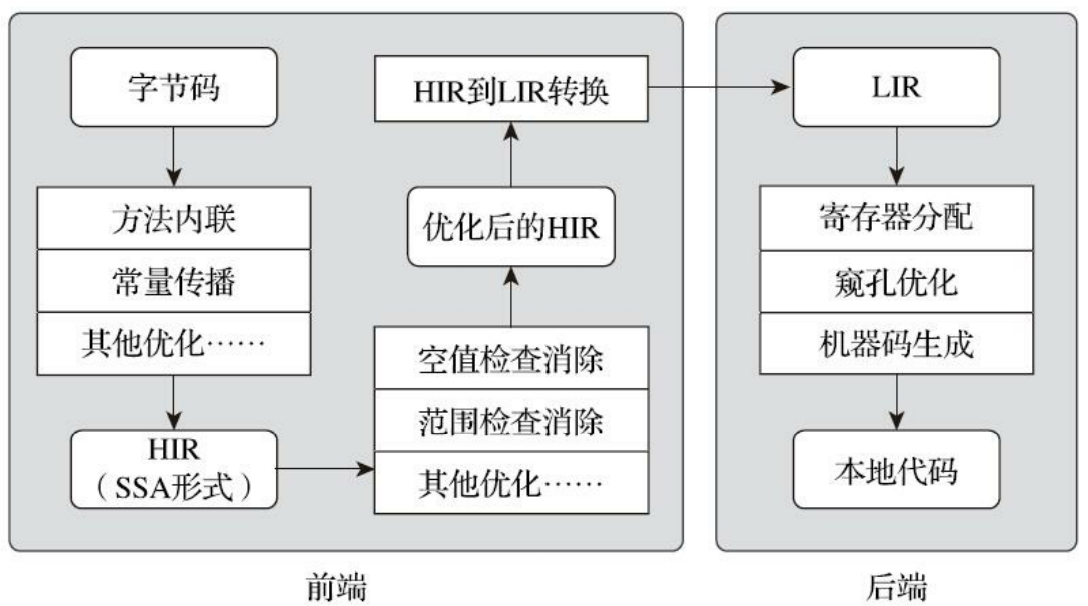 字节码
方法内联
常量传播
其他优化……
HIR
（SSA形式）
空值检查消除
范围检查消除
其他优化……
优化后的HIR
HIR到LIR转换
前端
LIR
寄存器分配
窥孔优化
机器码生成
本地代码
后端